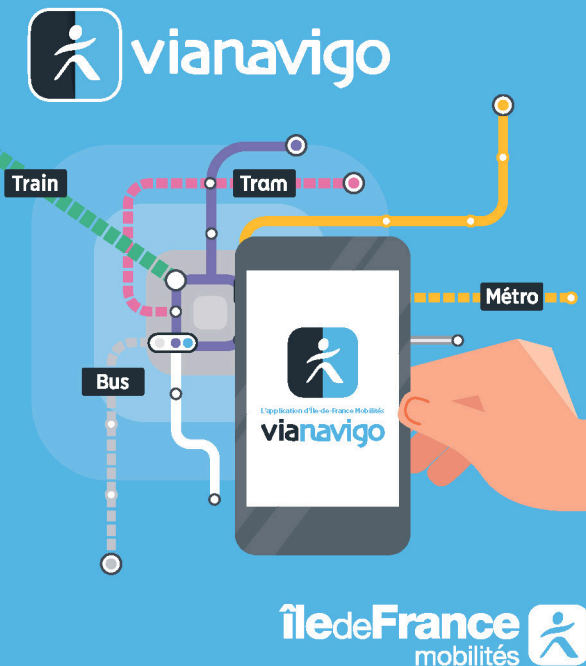 vianavigo
Train
Tram
Métro
Bus
L'application d'Île-de-France Mobilités
vianavigo
îledeFrance
mobilités